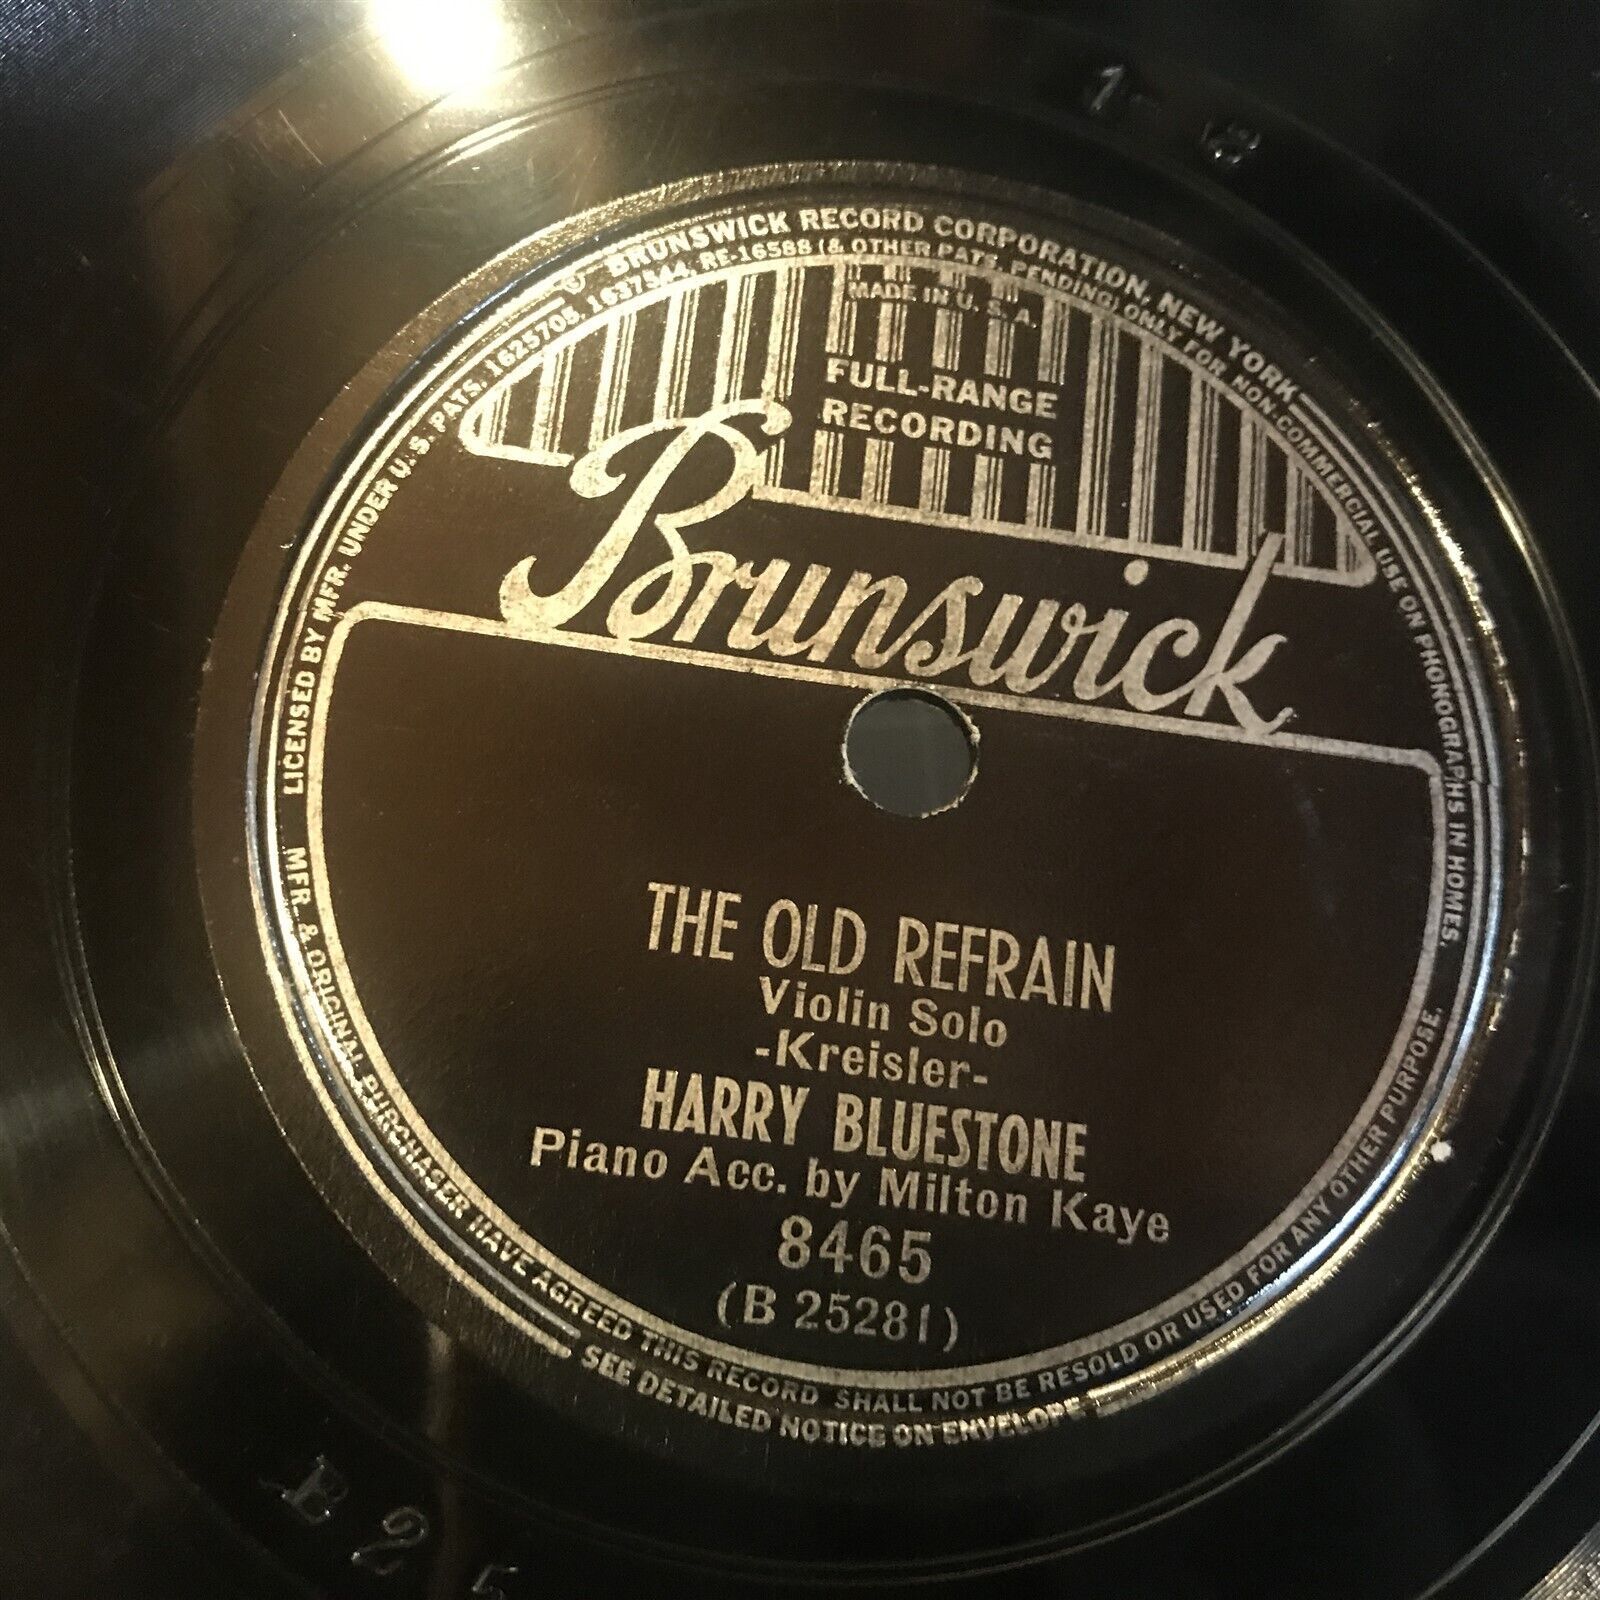 1-8
BRUNSWICK RECORD CORPORATION, NEW YORK
LICENSED BY MFR. UNDER U. S. PATS. 1625705, 1637544, RE-16588 (& OTHER PATS. PENDING) ONLY FOR NON-COMMERCIAL USE ON PHONOGRAPHS IN HOMES.
MADE IN U. S. A.
FULL-RANGE
RECORDING
Brunswick
THE OLD REFRAIN
Violin Solo
-Kreisler-
HARRY BLUESTONE
Piano Acc. by Milton Kaye
8465
(B 25281)
MFR. & ORIGINAL PURCHASER HAVE AGREED THIS RECORD SHALL NOT BE RESOLD OR USED FOR ANY OTHER PURPOSE.
SEE DETAILED NOTICE ON ENVELOPE
B25